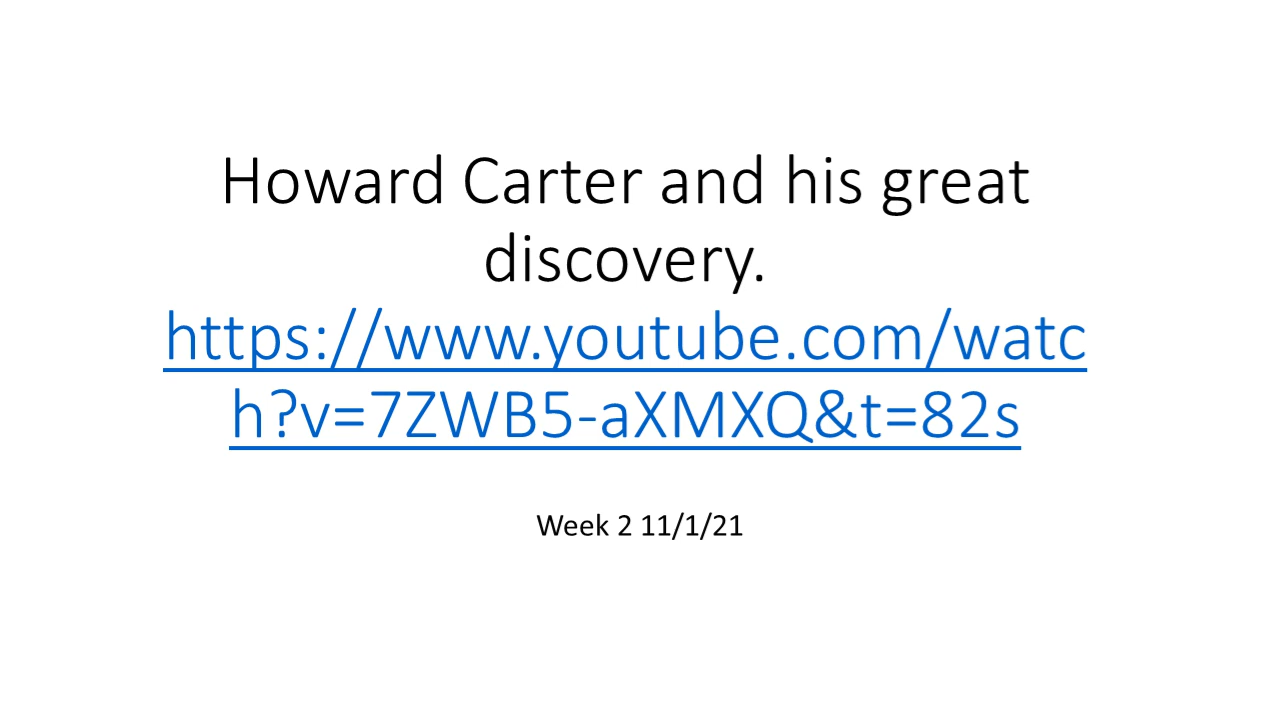 Howard Carter and his great
discovery.
https://www.youtube.com/watc
h?v=7ZWB5-aXMXQ&t=82s
Week 2 11/1/21